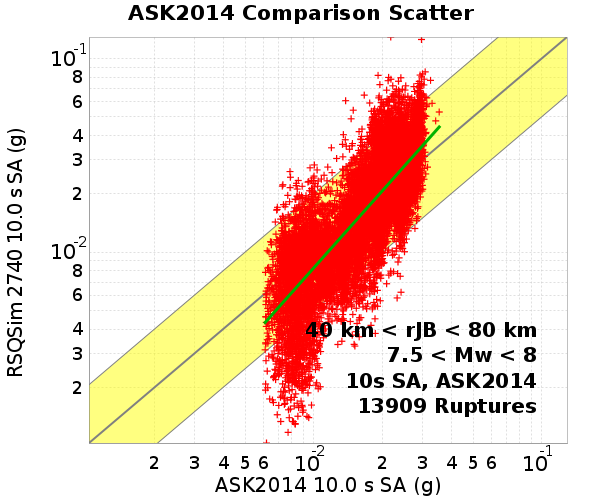 ASK2014 Comparison Scatter
RSQSim 2740 10.0 s SA (g)
10-1
8
6
4
3
2
10-2
8
6
4
3
2
40 km < rJB < 80 km
7.5 < Mw < 8
10s SA, ASK2014
13909 Ruptures
2 3 4 5 6 10-2 2 3 4 5 6 10-1
ASK2014 10.0 s SA (g)